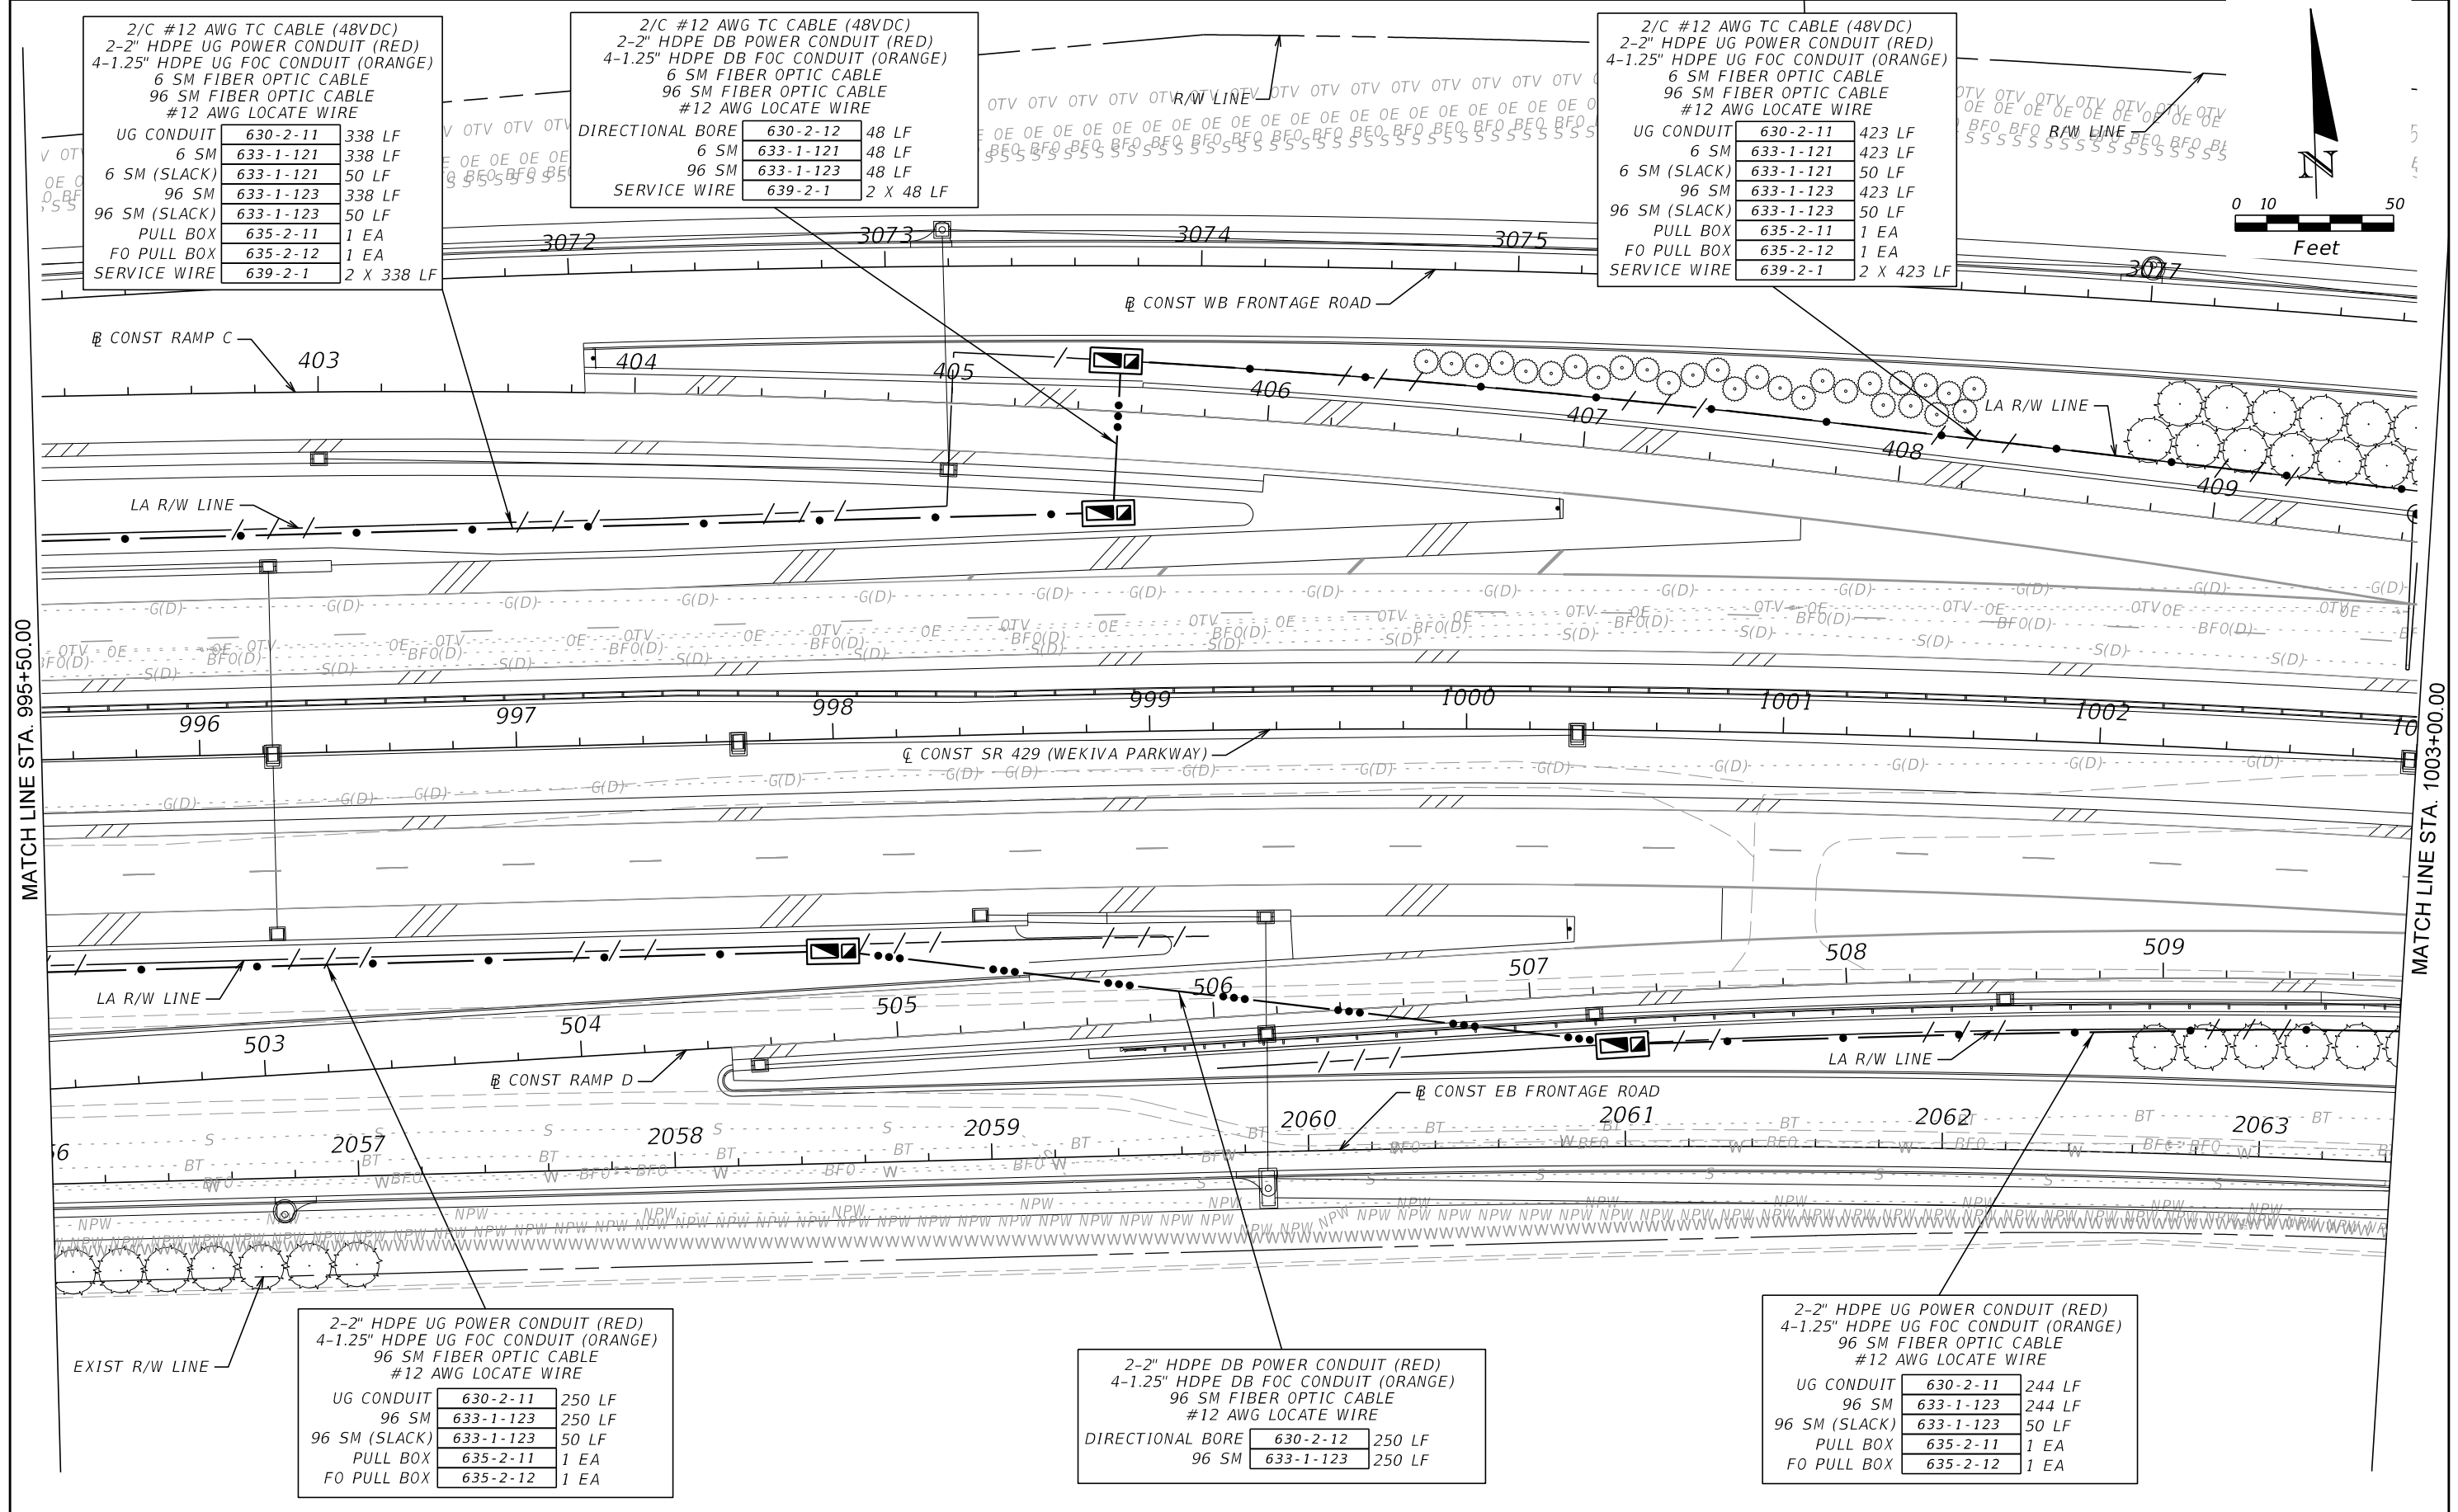 2/C #12 AWG TC CABLE (48VDC)
2-2" HDPE UG POWER CONDUIT (RED)
4-1.25" HDPE UG FOC CONDUIT (ORANGE)
6 SM FIBER OPTIC CABLE
96 SM FIBER OPTIC CABLE
#12 AWG LOCATE WIRE
UG CONDUIT 630-2-11 338 LF
6 SM 633-1-121 338 LF
6 SM (SLACK) 633-1-121 50 LF
96 SM 633-1-123 338 LF
96 SM (SLACK) 633-1-123 50 LF
PULL BOX 635-2-11 1 EA
FO PULL BOX 635-2-12 1 EA
SERVICE WIRE 639-2-1 2 X 338 LF
2/C #12 AWG TC CABLE (48VDC)
2-2" HDPE DB POWER CONDUIT (RED)
4-1.25" HDPE DB FOC CONDUIT (ORANGE)
6 SM FIBER OPTIC CABLE
96 SM FIBER OPTIC CABLE
#12 AWG LOCATE WIRE
DIRECTIONAL BORE 630-2-12 48 LF
6 SM 633-1-121 48 LF
96 SM 633-1-123 48 LF
SERVICE WIRE 639-2-1 2 X 48 LF
2/C #12 AWG TC CABLE (48VDC)
2-2" HDPE UG POWER CONDUIT (RED)
4-1.25" HDPE UG FOC CONDUIT (ORANGE)
6 SM FIBER OPTIC CABLE
96 SM FIBER OPTIC CABLE
#12 AWG LOCATE WIRE
UG CONDUIT 630-2-11 423 LF
6 SM 633-1-121 423 LF
6 SM (SLACK) 633-1-121 50 LF
96 SM 633-1-123 423 LF
96 SM (SLACK) 633-1-123 50 LF
PULL BOX 635-2-11 1 EA
FO PULL BOX 635-2-12 1 EA
SERVICE WIRE 639-2-1 2 X 423 LF
R/W LINE
R/W LINE
N
0 10 50
Feet
3072 3073 3074 3075 3077
℄ CONST WB FRONTAGE ROAD
℄ CONST RAMP C
403 404 405 406 407 408 409
LA R/W LINE
LA R/W LINE
MATCH LINE STA. 995+50.00
MATCH LINE STA. 1003+00.00
G(D) G(D) G(D) G(D) G(D) G(D) G(D) G(D) G(D) G(D) G(D) G(D) G(D)
996 997 998 999 1000 1001 1002 10
℄ CONST SR 429 (WEKIVA PARKWAY)
G(D) G(D) G(D) G(D) G(D) G(D) G(D) G(D) G(D) G(D) G(D) G(D) G(D) G(D)
LA R/W LINE
503 504 505 506 507 508 509
℄ CONST RAMP D
LA R/W LINE
℄ CONST EB FRONTAGE ROAD
56 2057 2058 2059 2060 2061 2062 2063
EXIST R/W LINE
2-2" HDPE UG POWER CONDUIT (RED)
4-1.25" HDPE UG FOC CONDUIT (ORANGE)
96 SM FIBER OPTIC CABLE
#12 AWG LOCATE WIRE
UG CONDUIT 630-2-11 250 LF
96 SM 633-1-123 250 LF
96 SM (SLACK) 633-1-123 50 LF
PULL BOX 635-2-11 1 EA
FO PULL BOX 635-2-12 1 EA
2-2" HDPE DB POWER CONDUIT (RED)
4-1.25" HDPE DB FOC CONDUIT (ORANGE)
96 SM FIBER OPTIC CABLE
#12 AWG LOCATE WIRE
DIRECTIONAL BORE 630-2-12 250 LF
96 SM 633-1-123 250 LF
2-2" HDPE UG POWER CONDUIT (RED)
4-1.25" HDPE UG FOC CONDUIT (ORANGE)
96 SM FIBER OPTIC CABLE
#12 AWG LOCATE WIRE
UG CONDUIT 630-2-11 244 LF
96 SM 633-1-123 244 LF
96 SM (SLACK) 633-1-123 50 LF
PULL BOX 635-2-11 1 EA
FO PULL BOX 635-2-12 1 EA